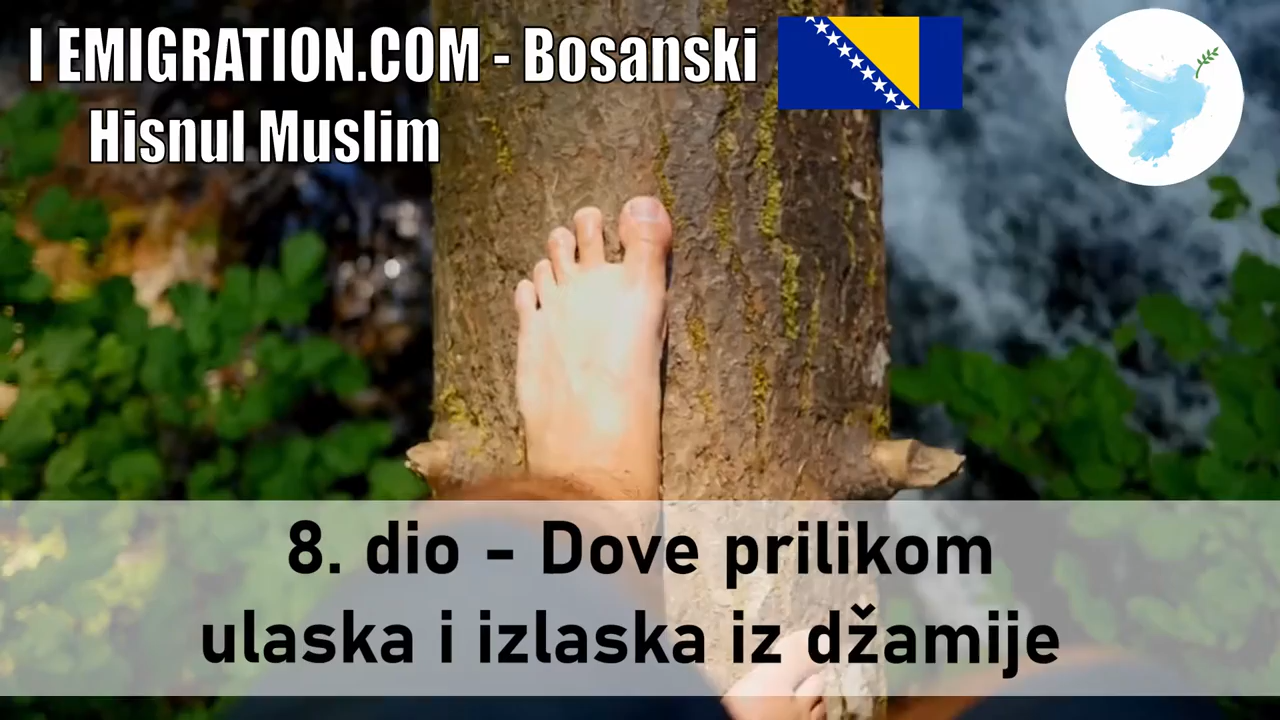 I EMIGRATION.COM - Bosanski
Hisnul Muslim
8. dio - Dove prilikom
ulaska i izlaska iz džamije